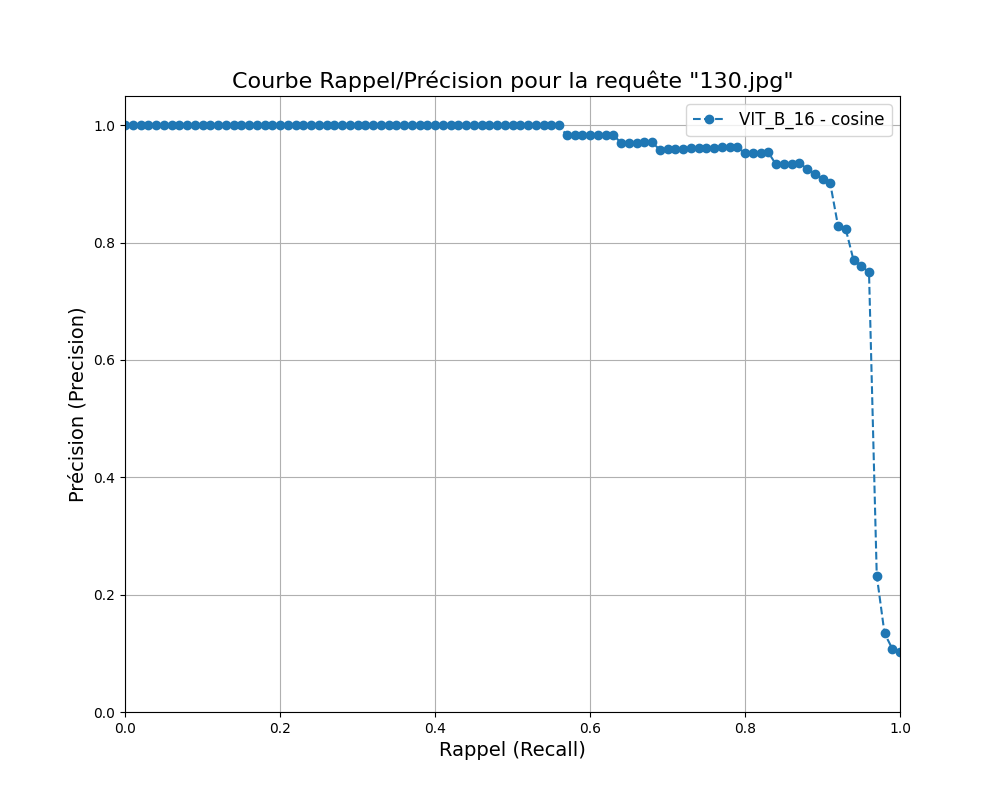 Courbe Rappel/Précision pour la requête "130.jpg"
VIT_B_16 - cosine
1.0
0.8
0.6
0.4
0.2
0.0
Précision (Precision)
0.0 0.2 0.4 0.6 0.8 1.0
Rappel (Recall)